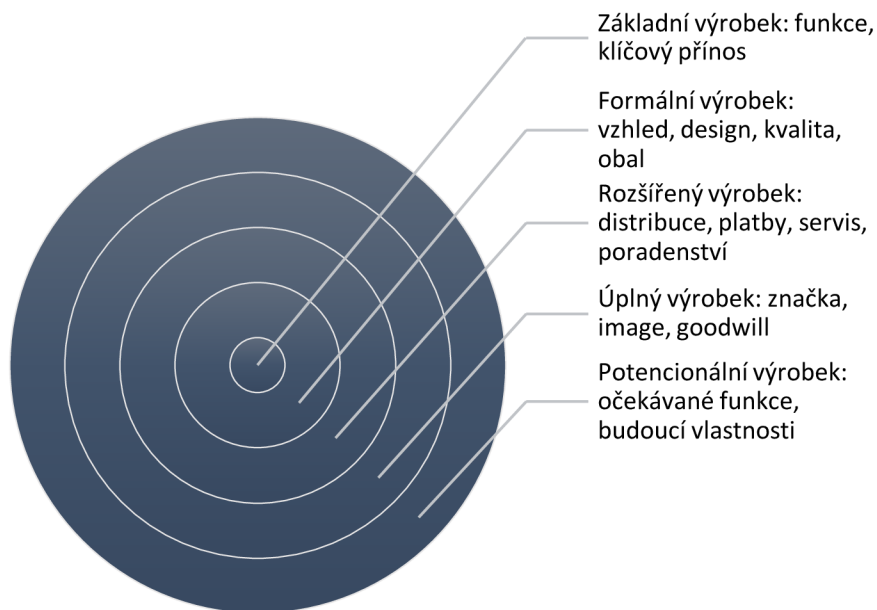 Základní výrobek: funkce,
klíčový přínos
Formální výrobek:
vzhled, design, kvalita,
obal
Rozšířený výrobek:
distribuce, platby, servis,
poradenství
Úplný výrobek: značka,
image, goodwill
Potencionální výrobek:
očekávané funkce,
budoucí vlastnosti